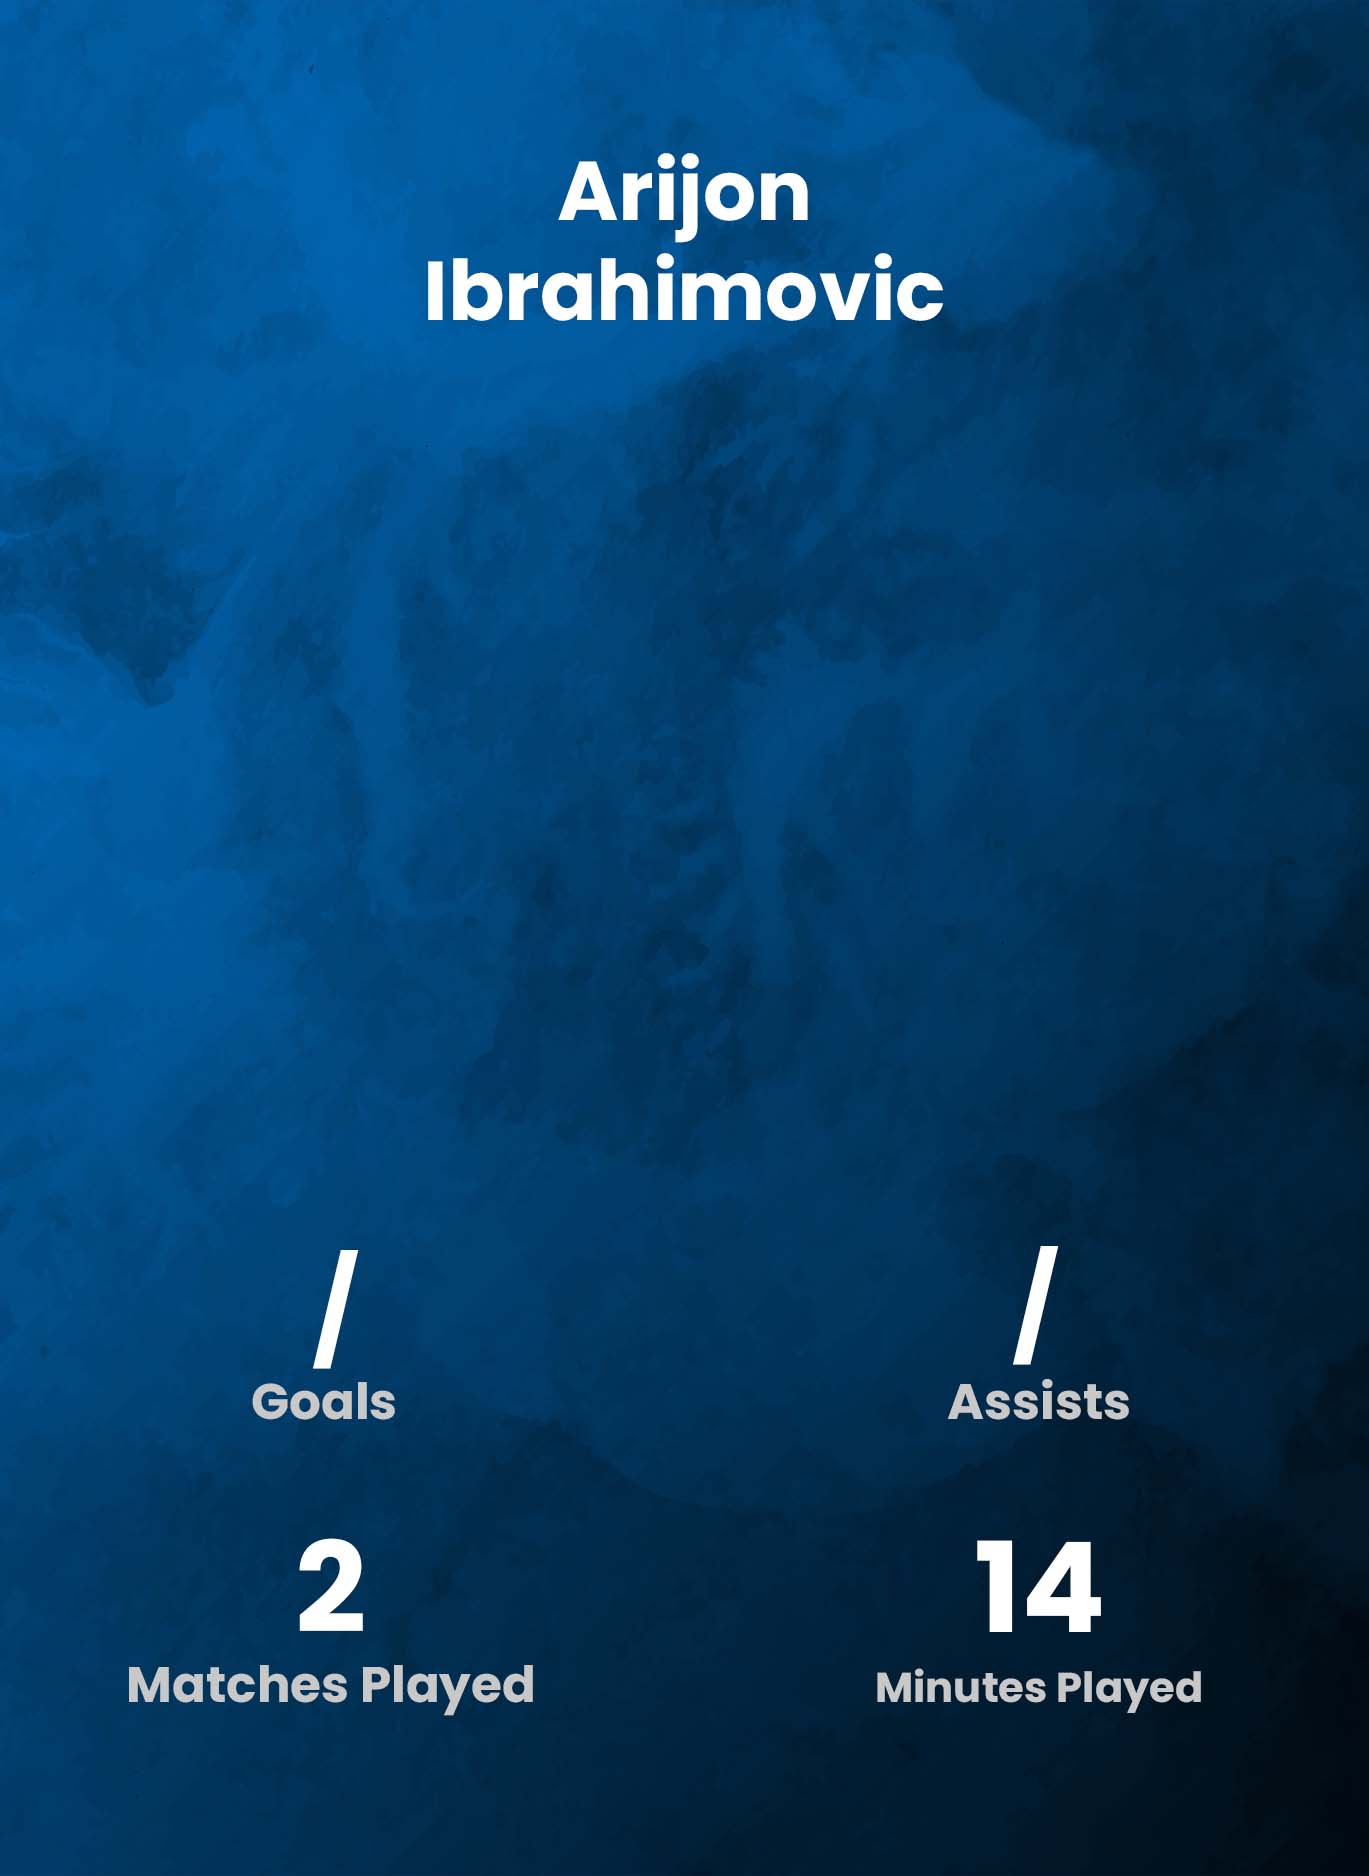 Arijon
Ibrahimovic
/
Goals
/
Assists
2
Matches Played
14
Minutes Played